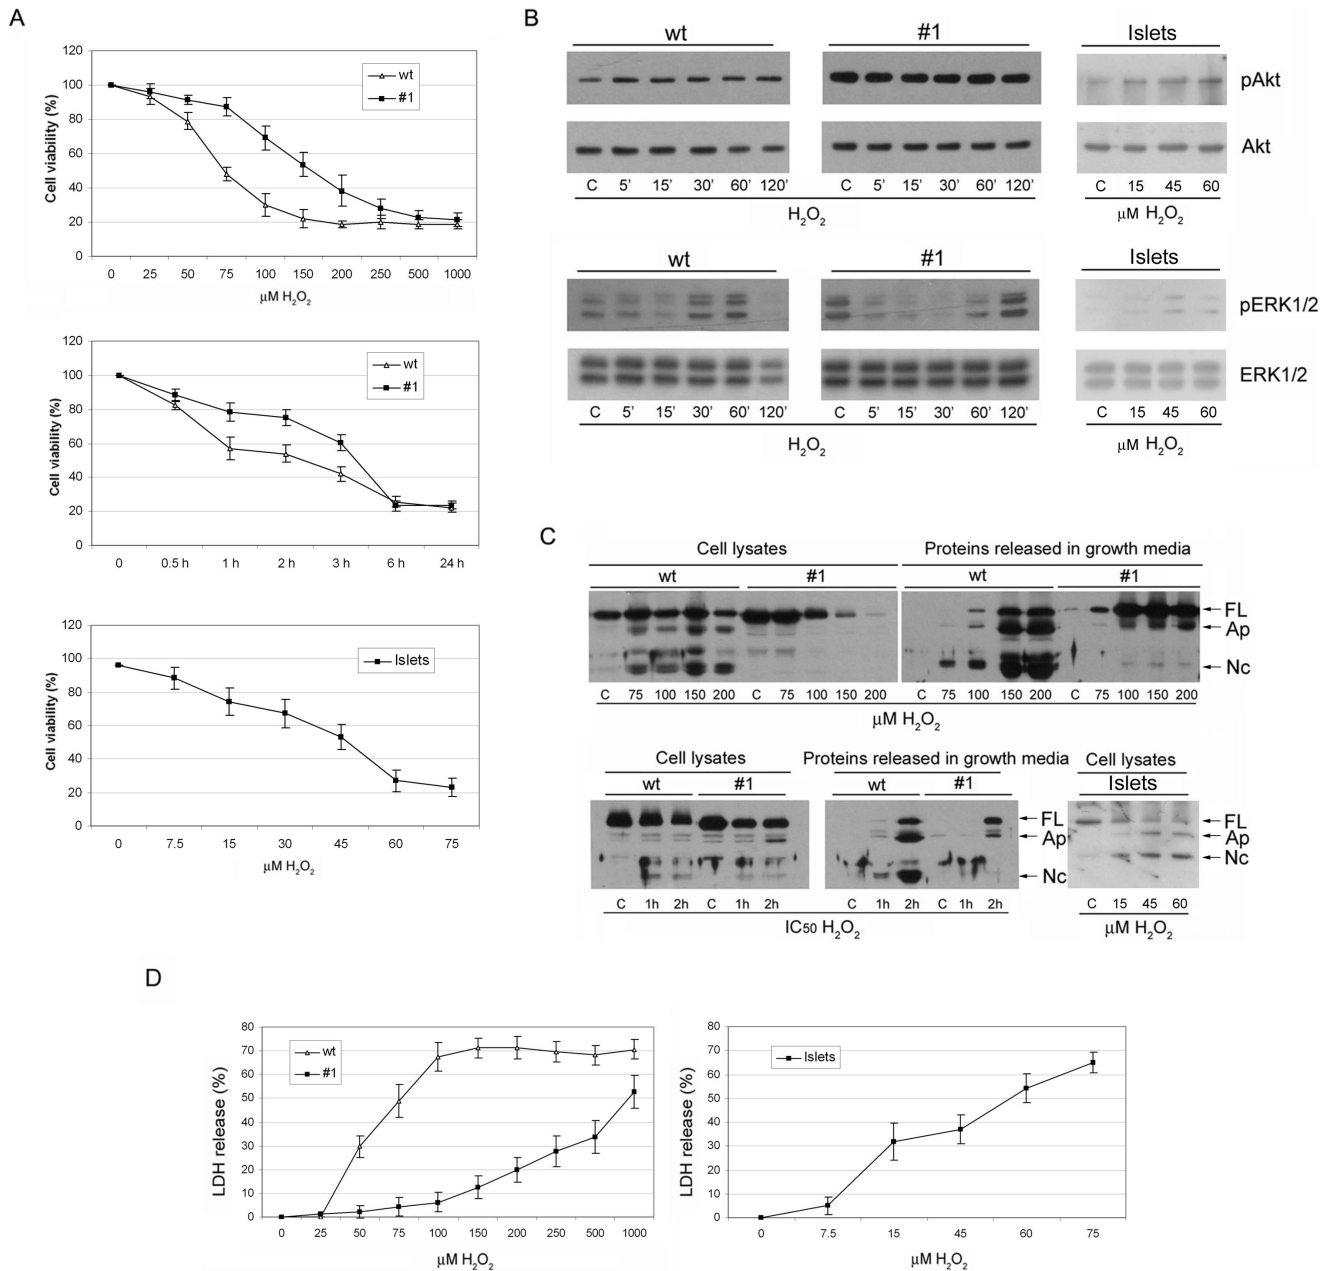 A
120
100
80
60
40
20
0
Cell viability (%)
wt
#1
0 25 50 75 100 150 200 250 500 1000
µM H₂O₂
120
100
80
60
40
20
0
Cell viability (%)
wt
#1
0 0.5 h 1 h 2 h 3 h 6 h 24 h
120
100
80
60
40
20
0
Cell viability (%)
Islets
0 7.5 15 30 45 60 75
µM H₂O₂
B
wt #1 Islets
pAkt
Akt
C 5' 15' 30' 60' 120' C 5' 15' 30' 60' 120' C 15 45 60
H₂O₂ µM H₂O₂
wt #1 Islets
pERK1/2
ERK1/2
C 5' 15' 30' 60' 120' C 5' 15' 30' 60' 120' C 15 45 60
H₂O₂ µM H₂O₂
C
Cell lysates Proteins released in growth media
wt #1 wt #1
FL
Ap
Nc
C 75 100 150 200 C 75 100 150 200 C 75 100 150 200 C 75 100 150 200
µM H₂O₂
Cell lysates Proteins released in growth media Cell lysates
wt #1 wt #1 Islets
FL FL
Ap Ap
Nc Nc
C 1h 2h C 1h 2h C 1h 2h C 1h 2h C 15 45 60
IC50 H₂O₂ µM H₂O₂
D
80
70
60
50
40
30
20
10
0
LDH release (%)
wt
#1
0 25 50 75 100 150 200 250 500 1000
µM H₂O₂
80
70
60
50
40
30
20
10
0
LDH release (%)
Islets
0 7.5 15 45 60 75
µM H₂O₂